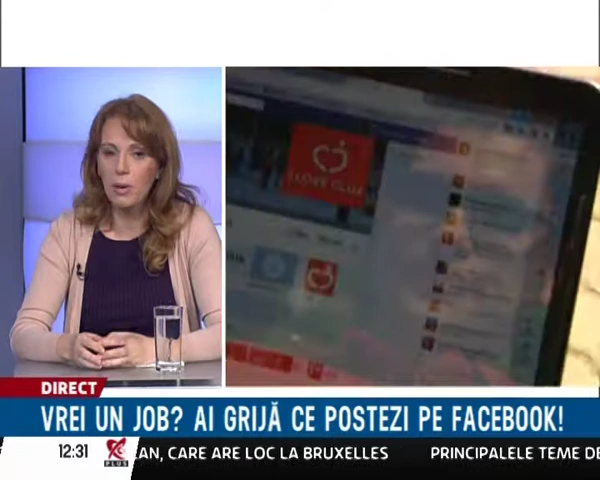 I LOVE CLUJ
DIRECT
VREI UN JOB? AI GRIJĂ CE POSTEZI PE FACEBOOK!
12:31
PLUS
AN, CARE ARE LOC LA BRUXELLES PRINCIPALELE TEME DE